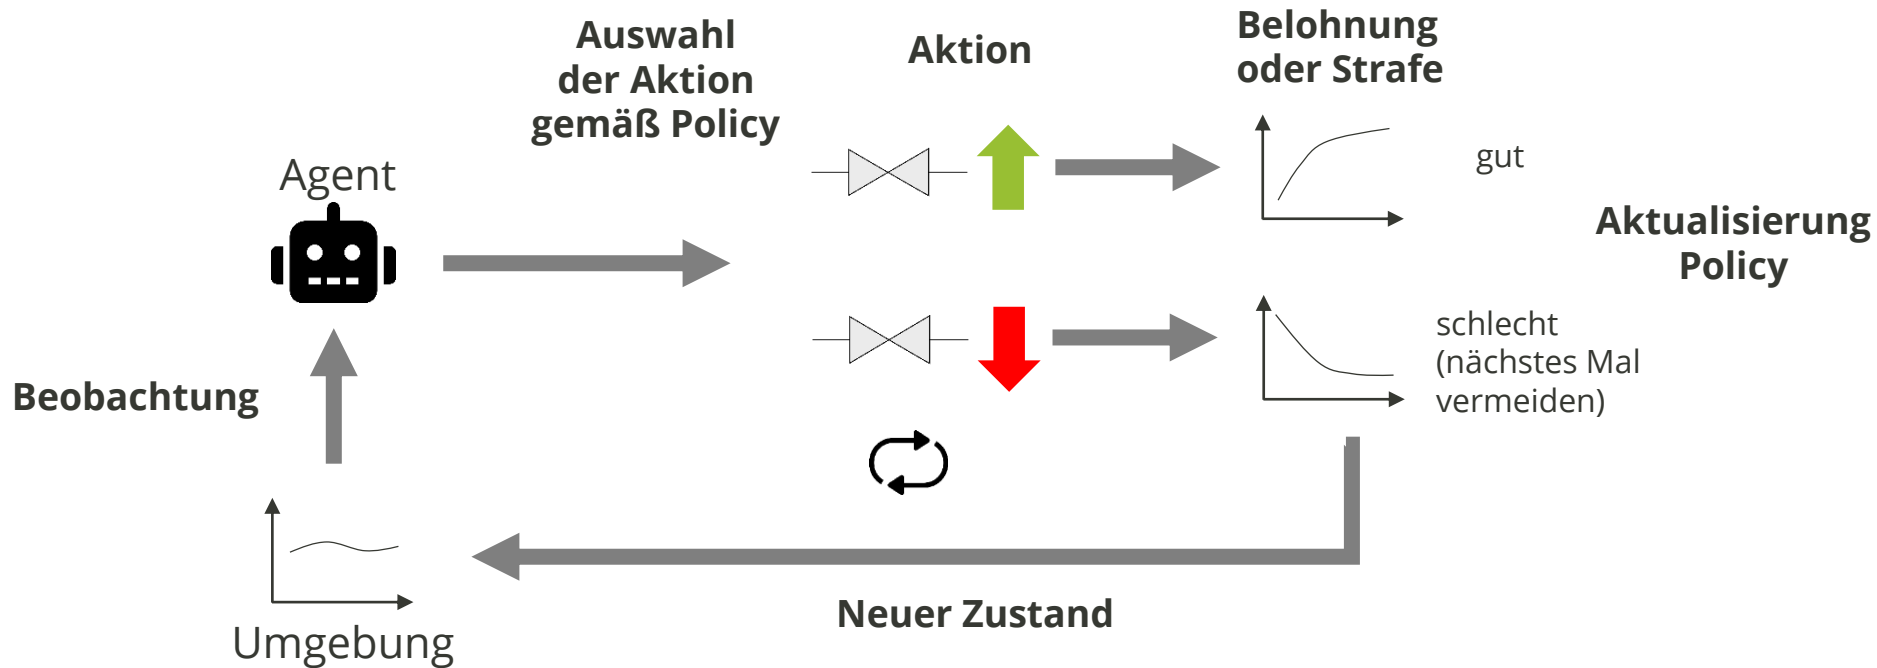 Auswahl
der Aktion
gemäß Policy
Aktion
Belohnung
oder Strafe
Agent
gut
Aktualisierung
Policy
schlecht
(nächstes Mal
vermeiden)
Beobachtung
Neuer Zustand
Umgebung